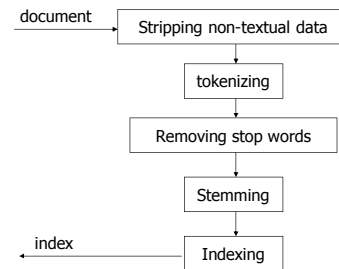 document
Stripping non-textual data
tokenizing
Removing stop words
Stemming
index
Indexing